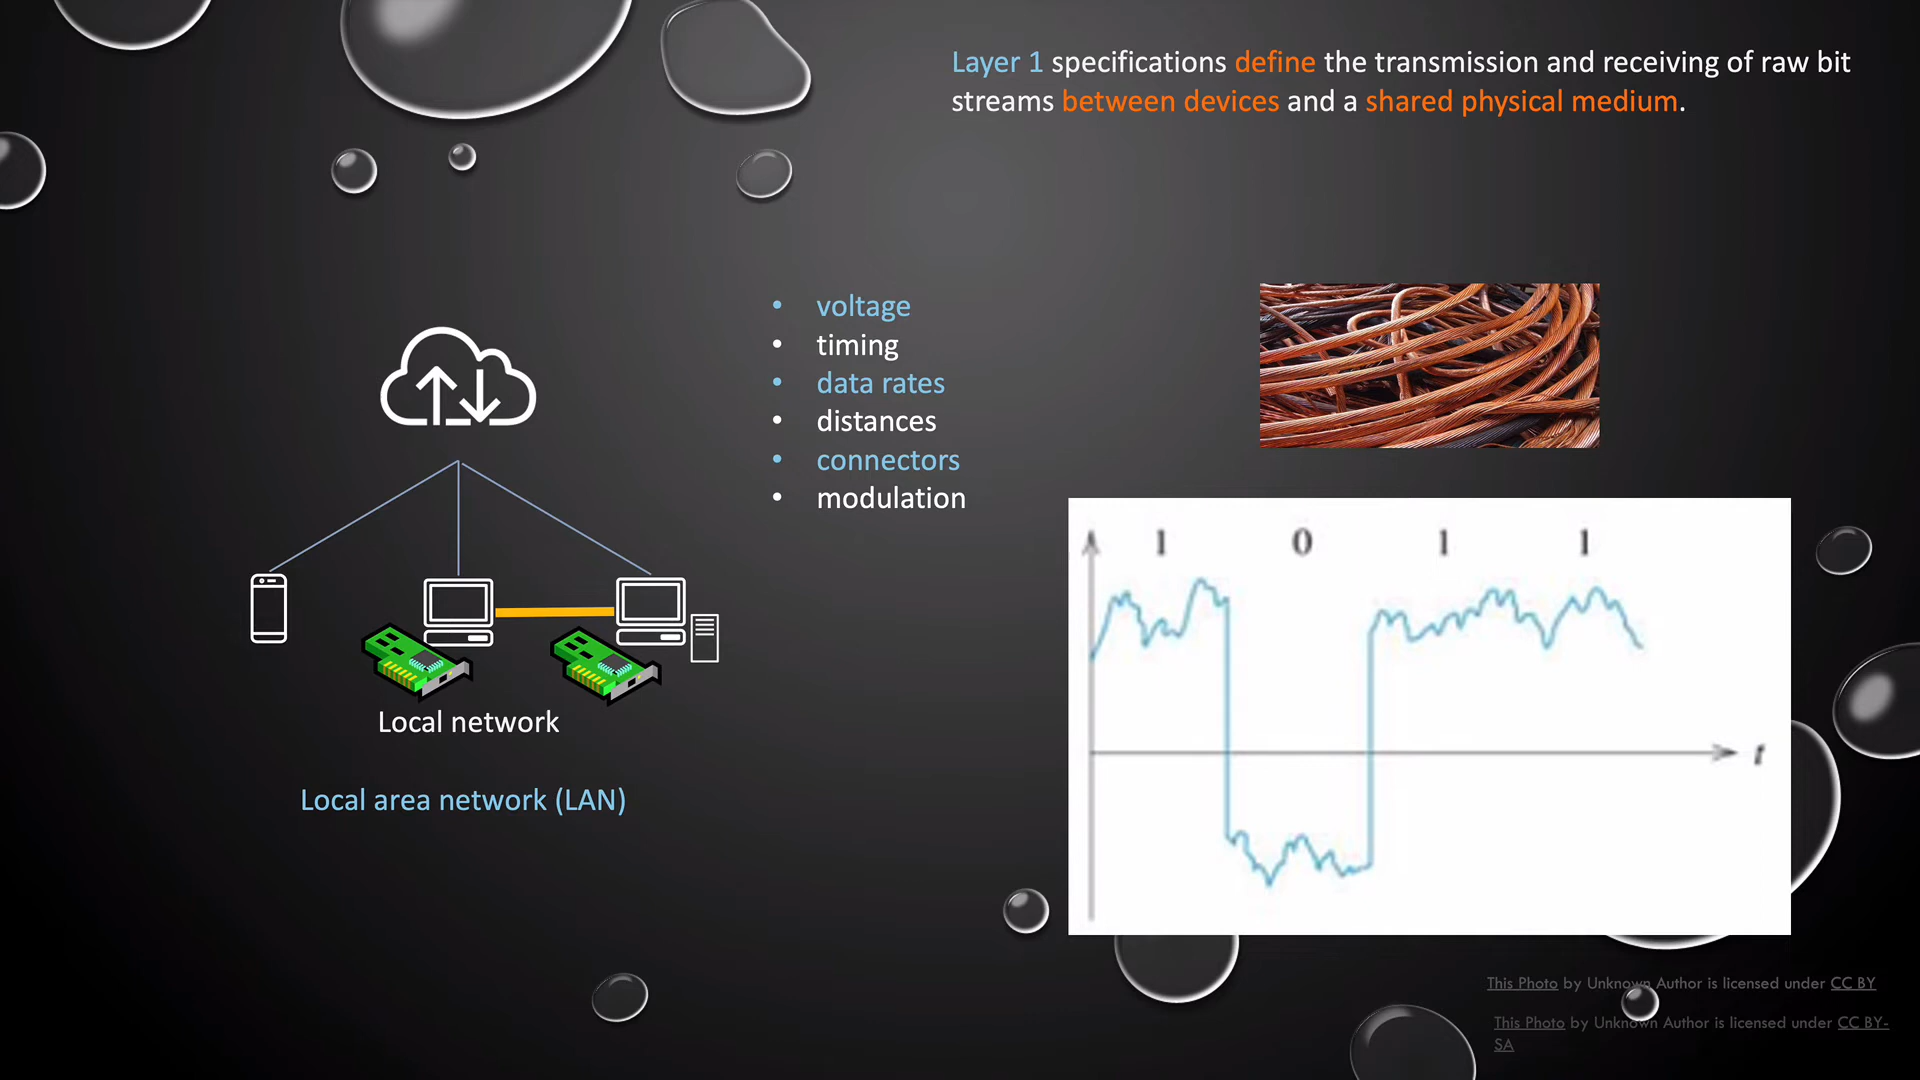 Layer 1 specifications define the transmission and receiving of raw bit
streams between devices and a shared physical medium.
• voltage
• timing
• data rates
• distances
• connectors
• modulation
1 0 1 1
t
Local network
Local area network (LAN)
This Photo by Unknown Author is licensed under CC BY
This Photo by Unknown Author is licensed under CC BY-
SA